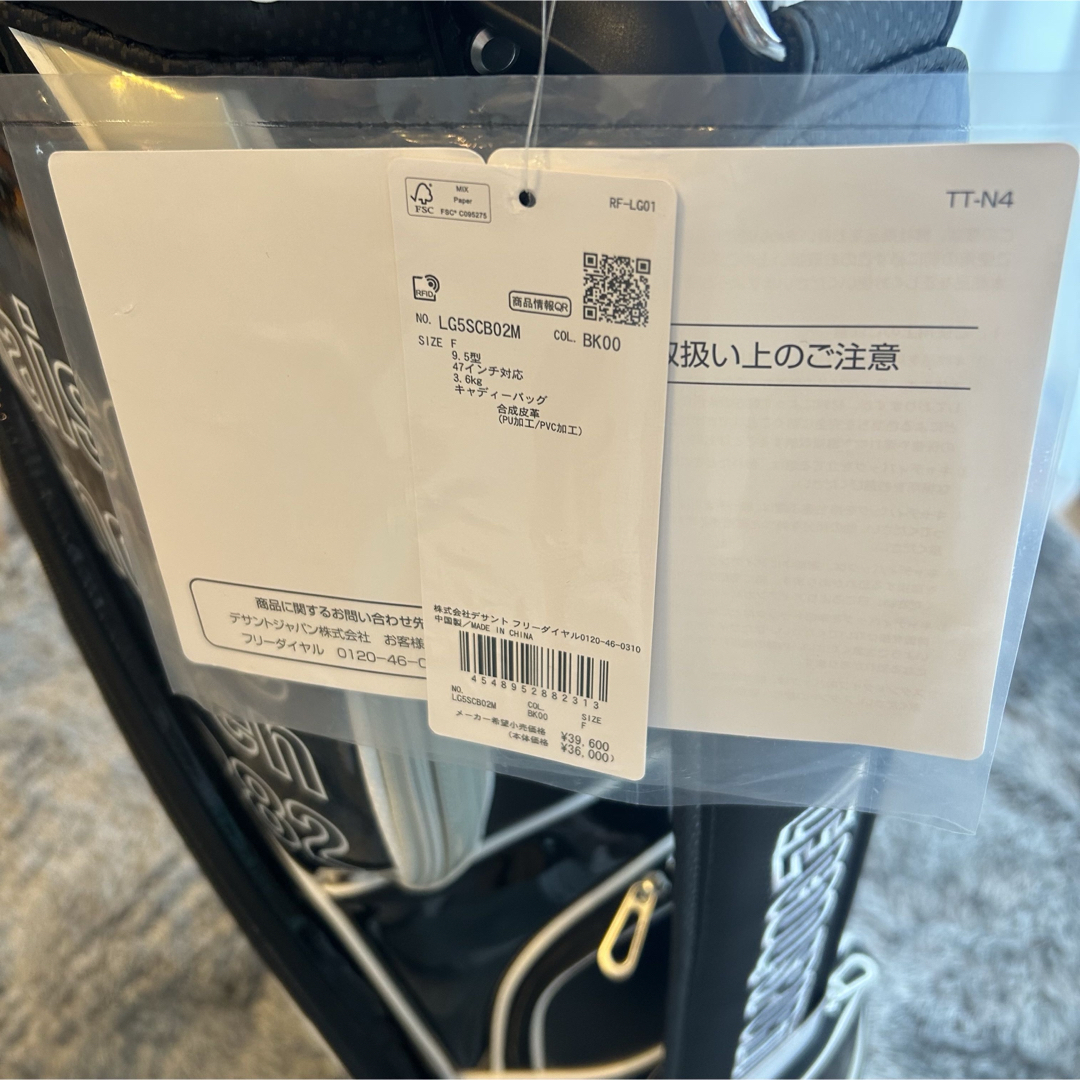 MIX
Paper
FSC
FSC® C095275
RF-LG01
TT-N4
RFID
商品情報QR
NO. LG5SCB02M COL. BK00
SIZE F
9.5型
47インチ対応
3.6kg
キャディーバッグ
合成皮革
(PU加工/PVC加工)
取扱い上のご注意
商品に関するお問い合わせ先
デサントジャパン株式会社 お客様
フリーダイヤル 0120-46-0
株式会社デサント フリーダイヤル0120-46-0310
中国製/MADE IN CHINA
4548952882313
NO. COL. SIZE
LG5SCB02M BK00 F
メーカー希望小売価格 ¥39,600
(本体価格 ¥36,000)